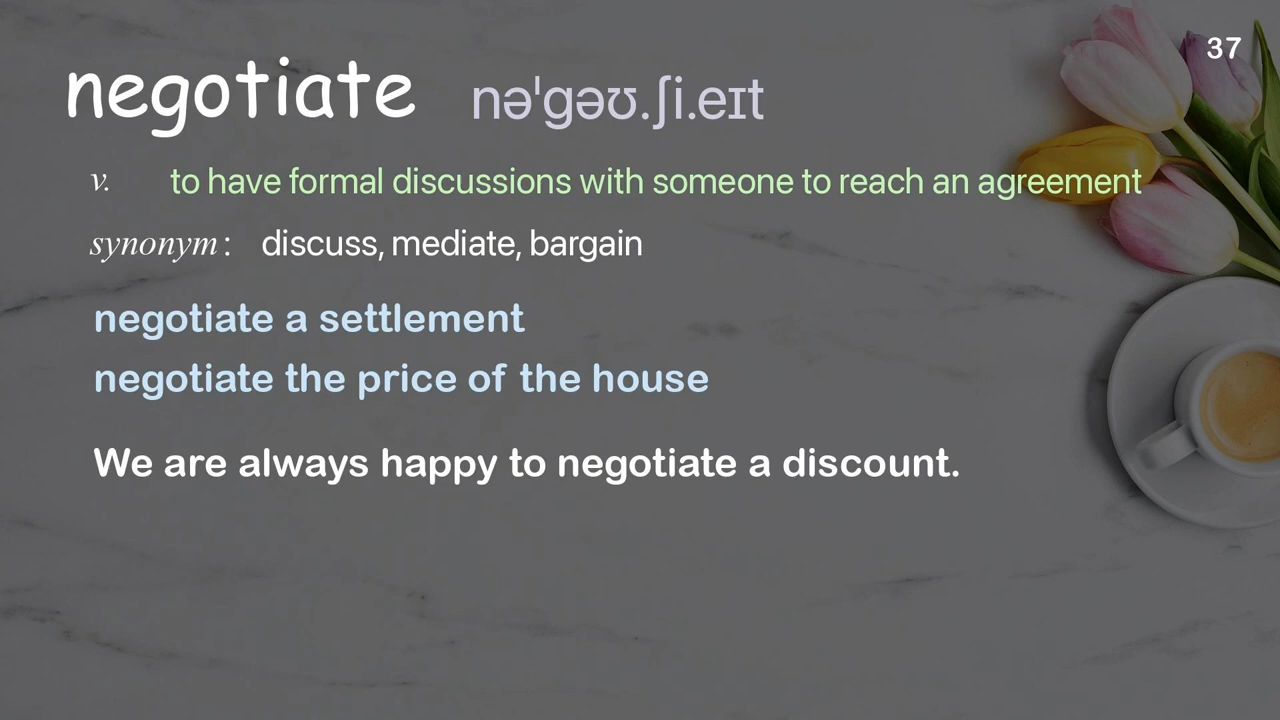 37
negotiate nəˈgəʊ.ʃi.eɪt
v. to have formal discussions with someone to reach an agreement
synonym: discuss, mediate, bargain
negotiate a settlement
negotiate the price of the house
We are always happy to negotiate a discount.